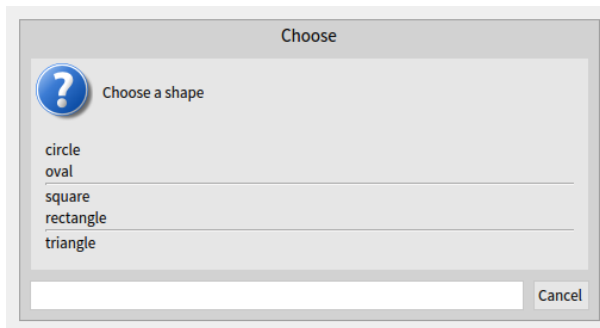 Choose
?
Choose a shape
circle
oval
square
rectangle
triangle
Cancel